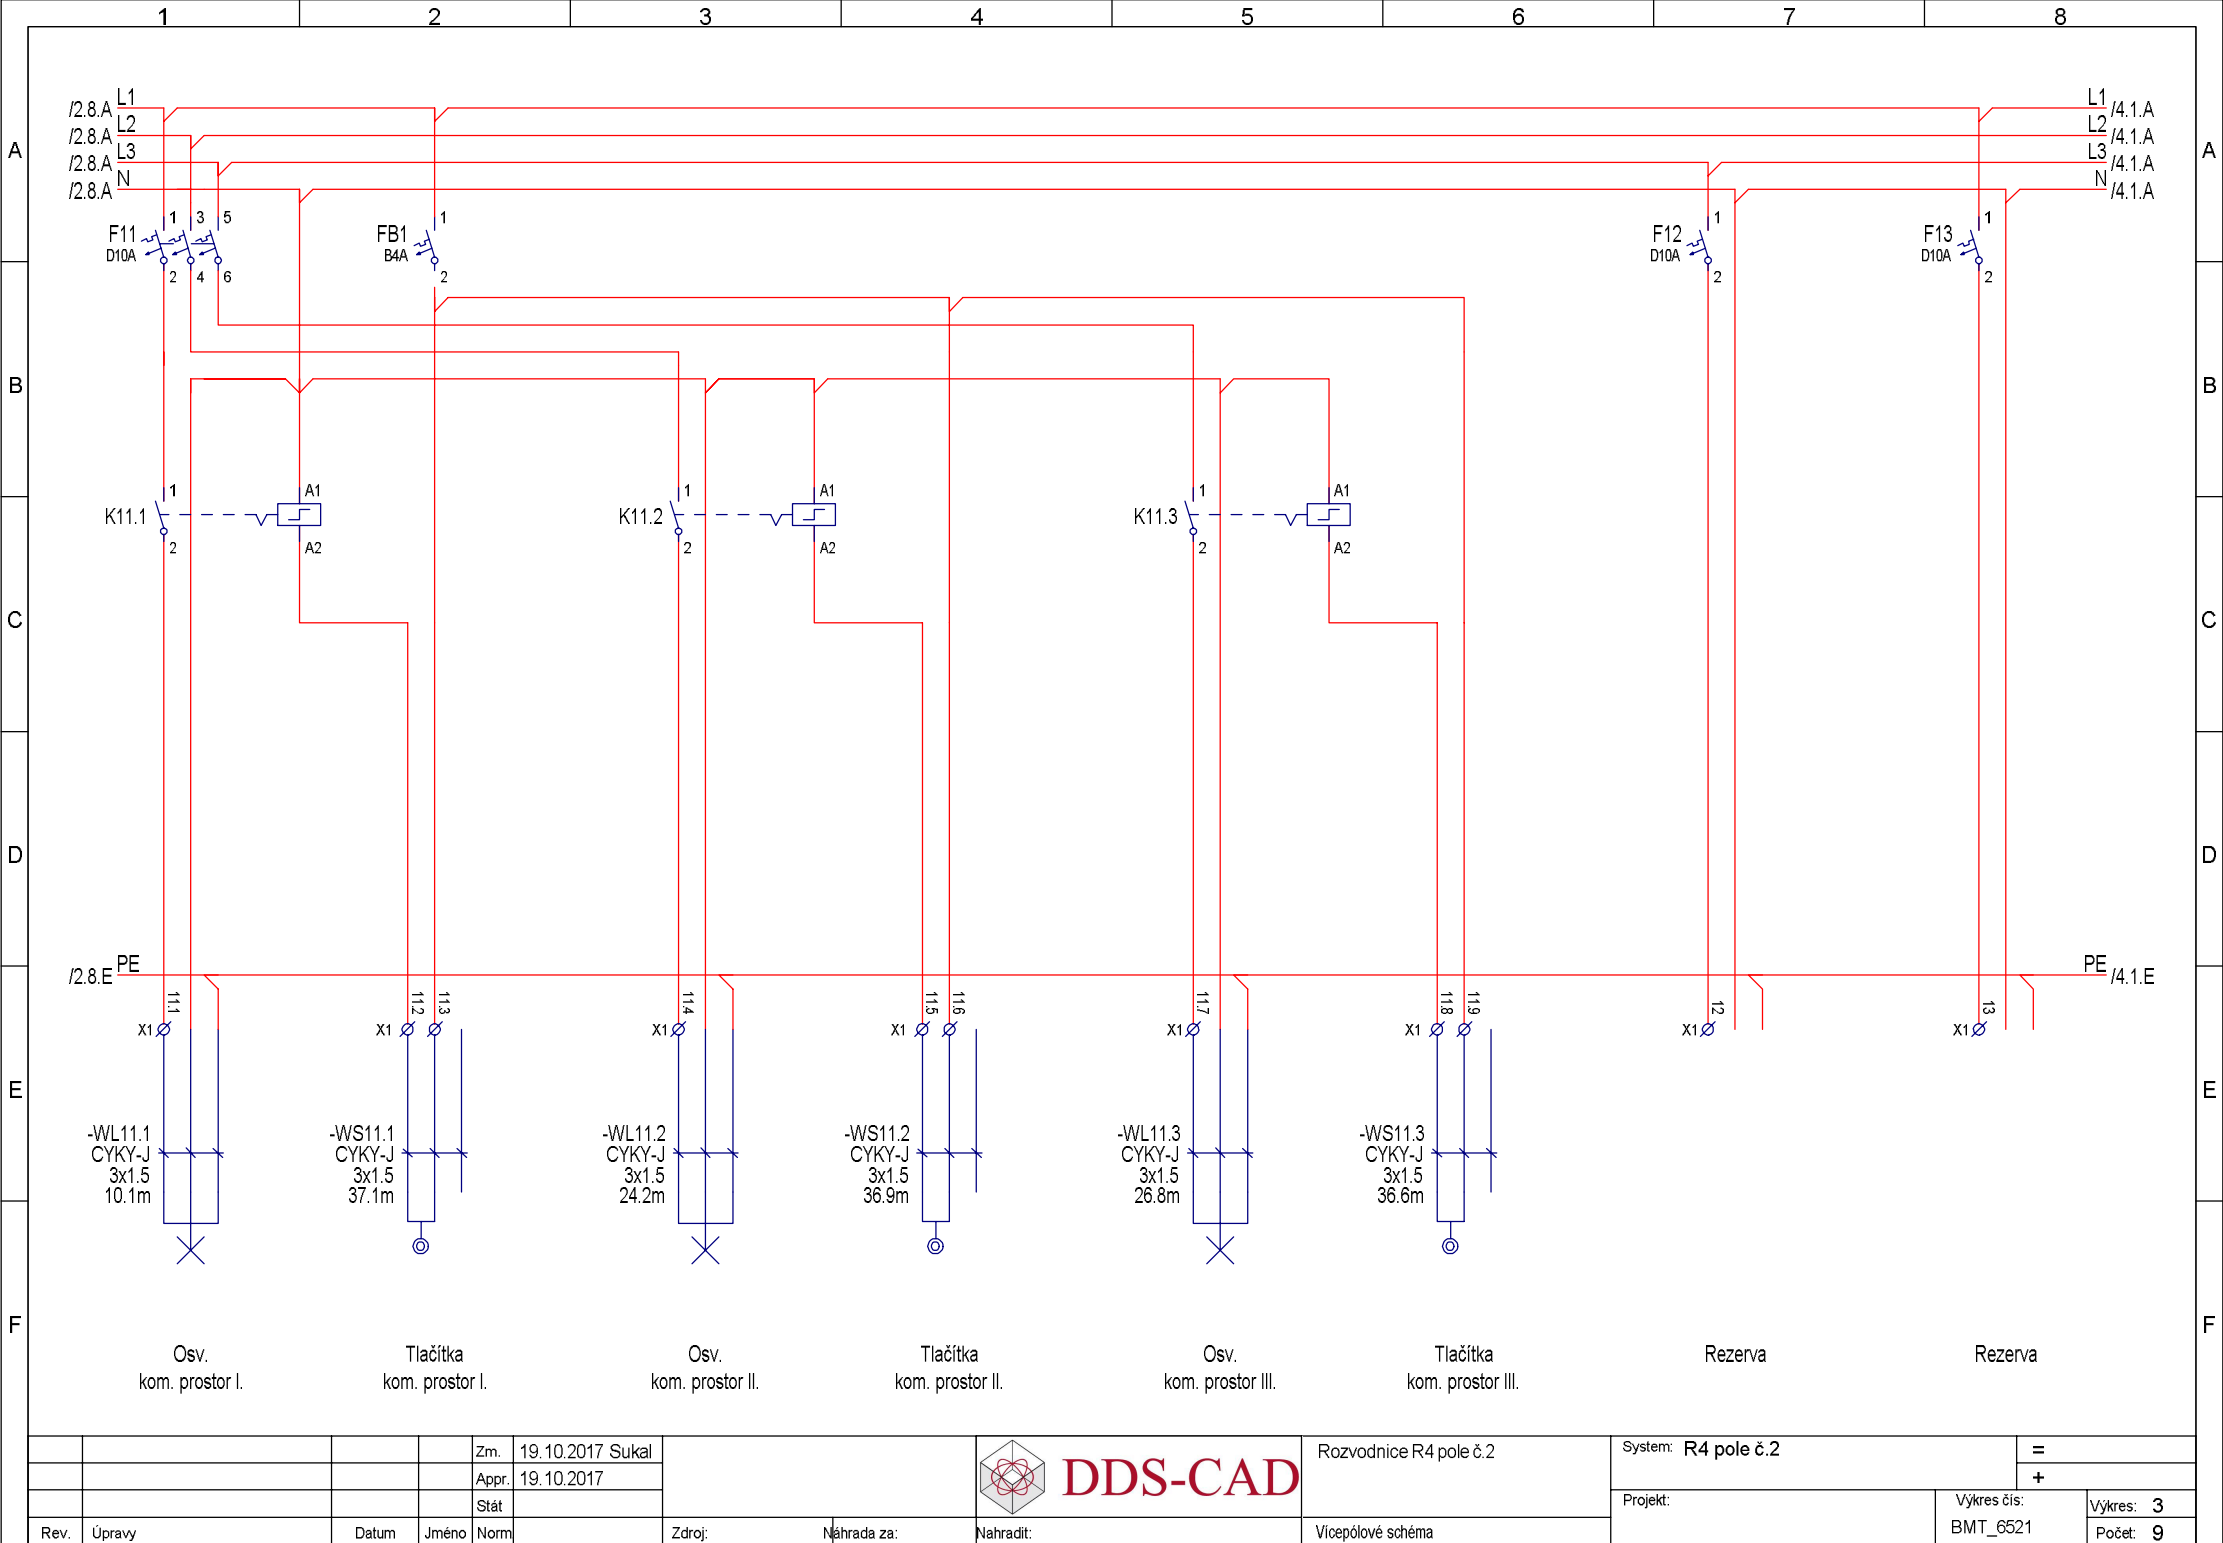 1 2 3 4 5 6 7 8
L1 L1
/2.8.A /4.1.A
L2 L2
/2.8.A /4.1.A
A A
L3 L3
/2.8.A /4.1.A
N N
/2.8.A /4.1.A
1 3 5 1 1 1
F11 FB1 F12 F13
D10A B4A D10A D10A
2 4 6 2 2 2
B B
1 A1 1 A1 1 A1
K11.1 K11.2 K11.3
2 A2 2 A2 2 A2
C C
D D
PE PE
/2.8.E /4.1.E
11.1 11.2 11.3 11.4 11.5 11.6 11.7 11.8 11.9 12 13
X1 X1 X1 X1 X1 X1 X1 X1
E E
-WL11.1 -WS11.1 -WL11.2 -WS11.2 -WL11.3 -WS11.3
CYKY-J CYKY-J CYKY-J CYKY-J CYKY-J CYKY-J
3x1.5 3x1.5 3x1.5 3x1.5 3x1.5 3x1.5
10.1m 37.1m 24.2m 36.9m 26.8m 36.6m
F F
Osv. Tlačítka Osv. Tlačítka Osv. Tlačítka Rezerva Rezerva
kom. prostor I. kom. prostor I. kom. prostor II. kom. prostor II. kom. prostor III. kom. prostor III.
Zm. 19.10.2017 Sukal
Appr. 19.10.2017
Stát
Rev. Úpravy Datum Jméno Norm
Zdroj: Náhrada za: Nahradit:
DDS-CAD
Rozvodnice R4 pole č.2
Vícepólové schéma
System: R4 pole č.2
=
+
Projekt:
Výkres čís:
BMT_6521
Výkres: 3
Počet: 9